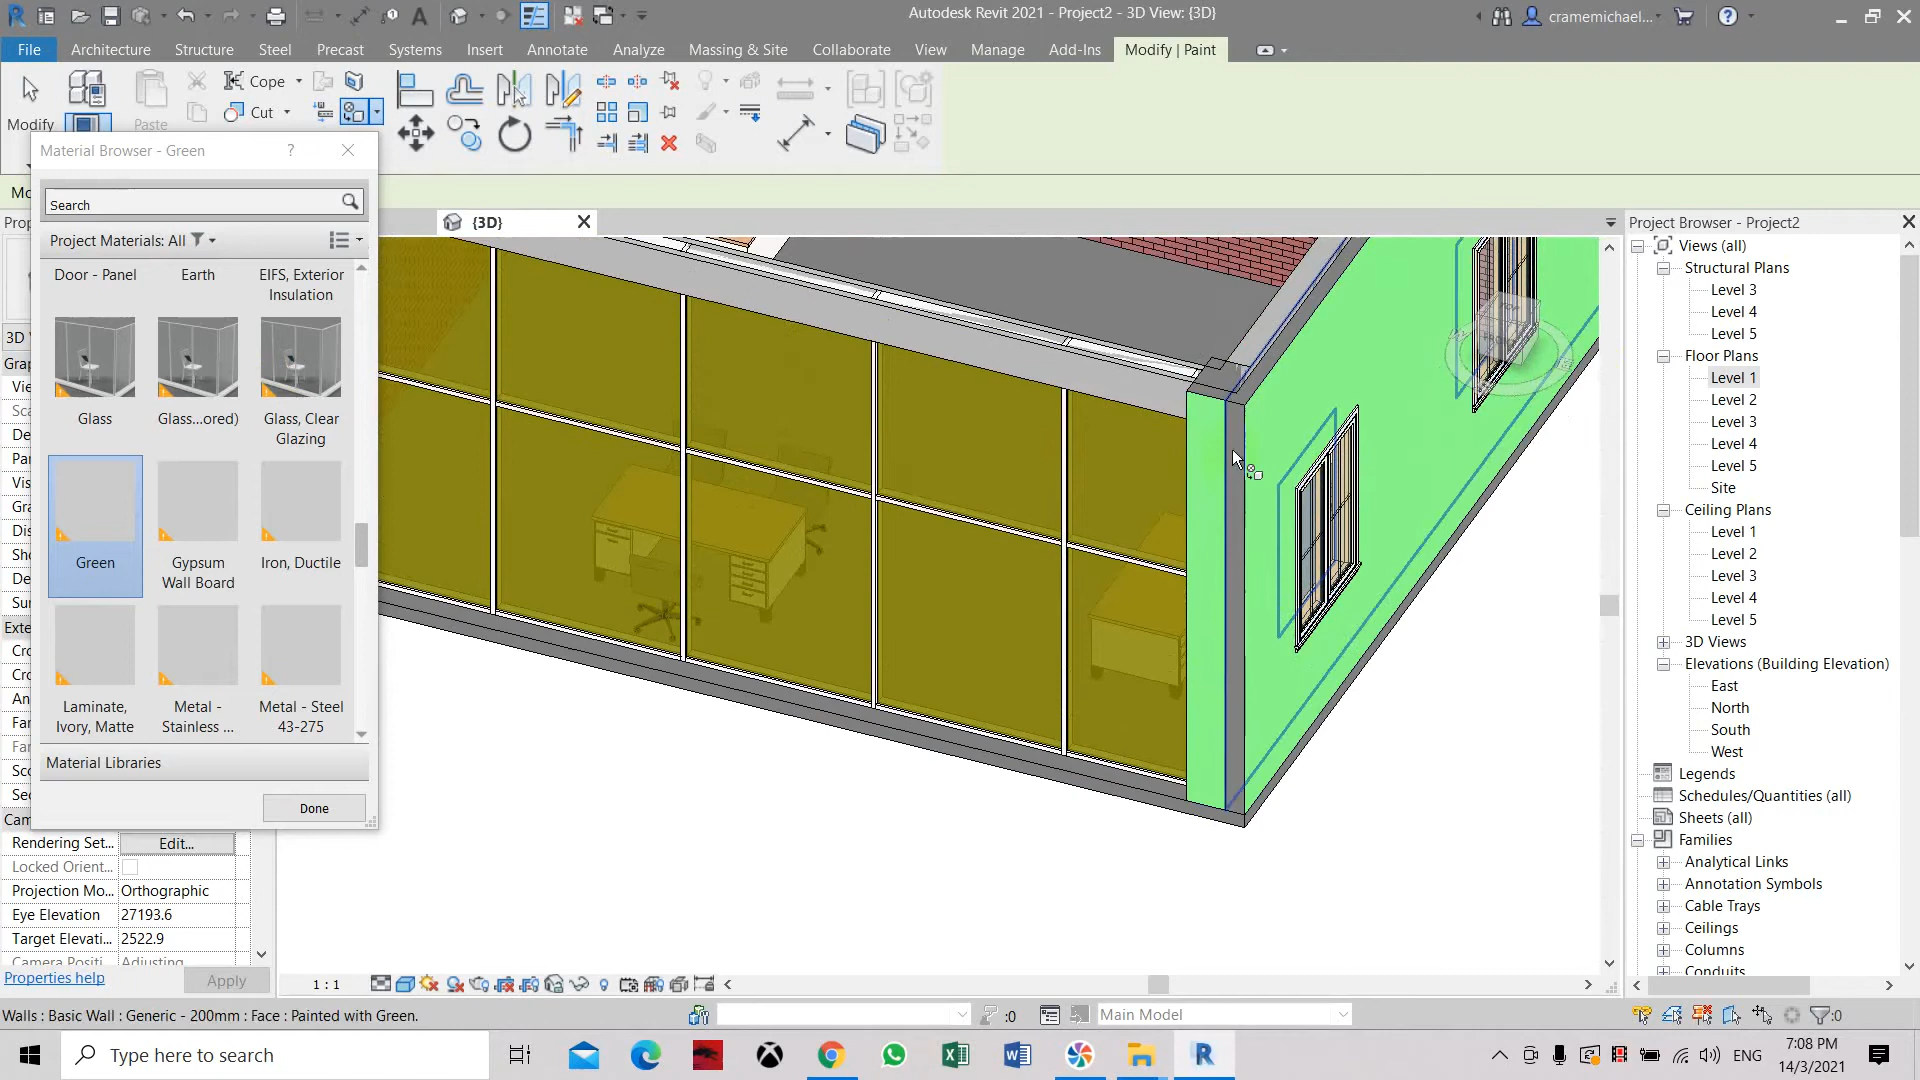 Autodesk Revit 2021 - Project2 - 3D View: {3D}
cramemichael...
File
Architecture
Structure
Steel
Precast
Systems
Insert
Annotate
Analyze
Massing & Site
Collaborate
View
Manage
Add-Ins
Modify | Paint
Modify
Paste
Cope
Cut
Material Browser - Green
Search
Project Materials: All
Door - Panel
Earth
EIFS, Exterior Insulation
Glass
Glass...ored)
Glass, Clear Glazing
Green
Gypsum Wall Board
Iron, Ductile
Laminate, Ivory, Matte
Metal - Stainless ...
Metal - Steel 43-275
Material Libraries
Done
{3D}
3D
Rendering Set...
Edit...
Locked Orient...
Projection Mo...
Orthographic
Eye Elevation
27193.6
Target Elevati...
2522.9
Camera Positi
Adjusting
Properties help
Apply
1 : 1
Project Browser - Project2
Views (all)
Structural Plans
Level 3
Level 4
Level 5
Floor Plans
Level 1
Level 2
Level 3
Level 4
Level 5
Site
Ceiling Plans
Level 1
Level 2
Level 3
Level 4
Level 5
3D Views
Elevations (Building Elevation)
East
North
South
West
Legends
Schedules/Quantities (all)
Sheets (all)
Families
Analytical Links
Annotation Symbols
Cable Trays
Ceilings
Columns
Conduits
Walls : Basic Wall : Generic - 200mm : Face : Painted with Green.
:0
Main Model
:0
Type here to search
ENG
7:08 PM
14/3/2021